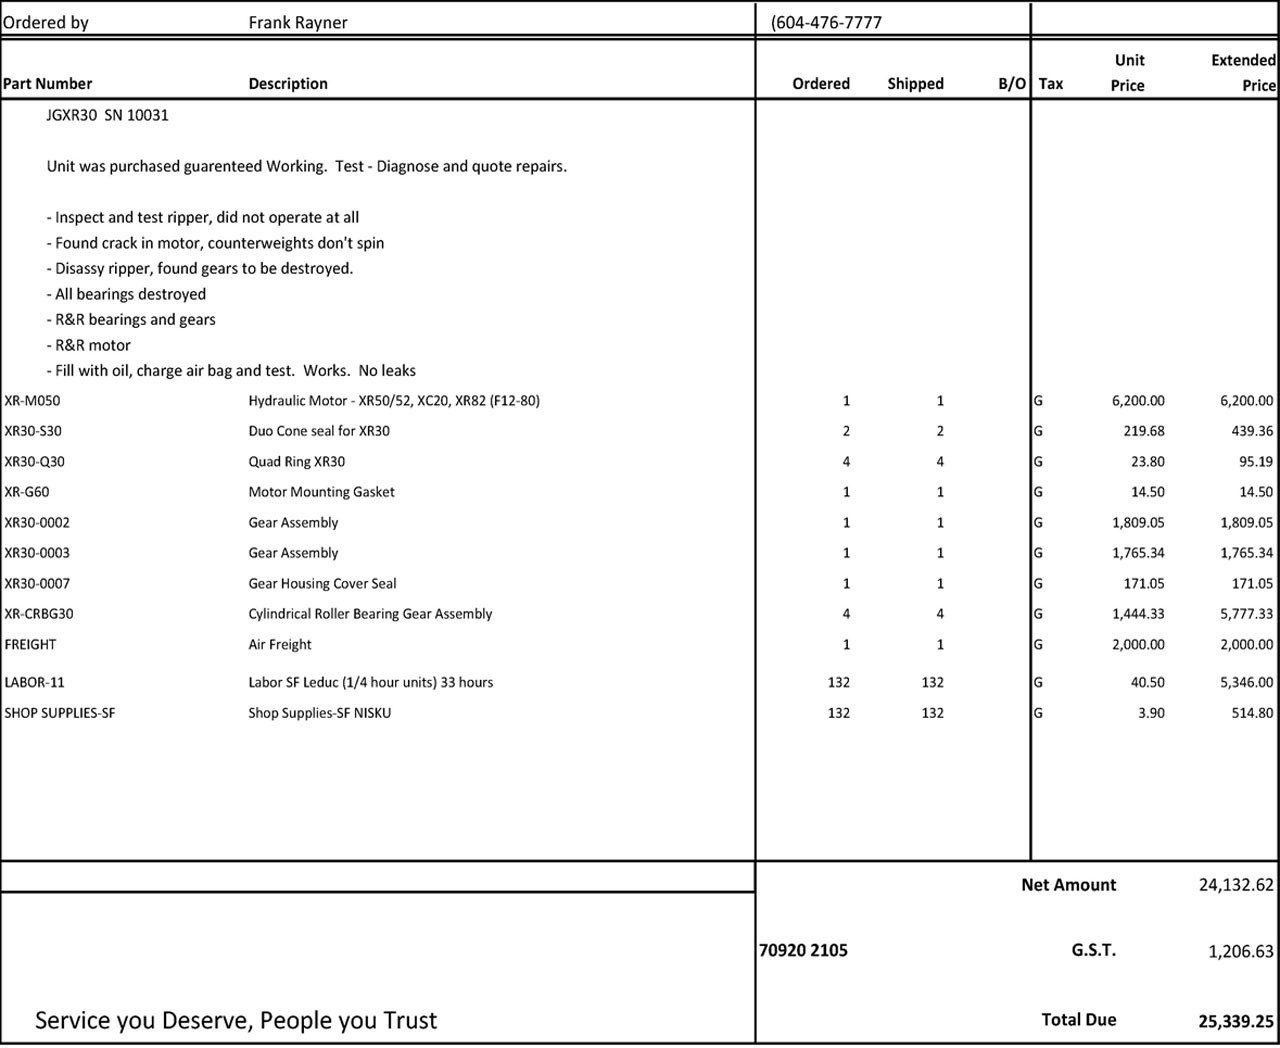 Ordered by Frank Rayner (604-476-7777
Unit Extended
Part Number Description Ordered Shipped B/O Tax Price Price
JGXR30 SN 10031
Unit was purchased guarenteed Working. Test - Diagnose and quote repairs.
- Inspect and test ripper, did not operate at all
- Found crack in motor, counterweights don't spin
- Disassy ripper, found gears to be destroyed.
- All bearings destroyed
- R&R bearings and gears
- R&R motor
- Fill with oil, charge air bag and test. Works. No leaks
XR-M050 Hydraulic Motor - XR50/52, XC20, XR82 (F12-80) 1 1 G 6,200.00 6,200.00
XR30-S30 Duo Cone seal for XR30 2 2 G 219.68 439.36
XR30-Q30 Quad Ring XR30 4 4 G 23.80 95.19
XR-G60 Motor Mounting Gasket 1 1 G 14.50 14.50
XR30-0002 Gear Assembly 1 1 G 1,809.05 1,809.05
XR30-0003 Gear Assembly 1 1 G 1,765.34 1,765.34
XR30-0007 Gear Housing Cover Seal 1 1 G 171.05 171.05
XR-CRBG30 Cylindrical Roller Bearing Gear Assembly 4 4 G 1,444.33 5,777.33
FREIGHT Air Freight 1 1 G 2,000.00 2,000.00
LABOR-11 Labor SF Leduc (1/4 hour units) 33 hours 132 132 G 40.50 5,346.00
SHOP SUPPLIES-SF Shop Supplies-SF NISKU 132 132 G 3.90 514.80
Net Amount 24,132.62
70920 2105 G.S.T. 1,206.63
Service you Deserve, People you Trust Total Due 25,339.25